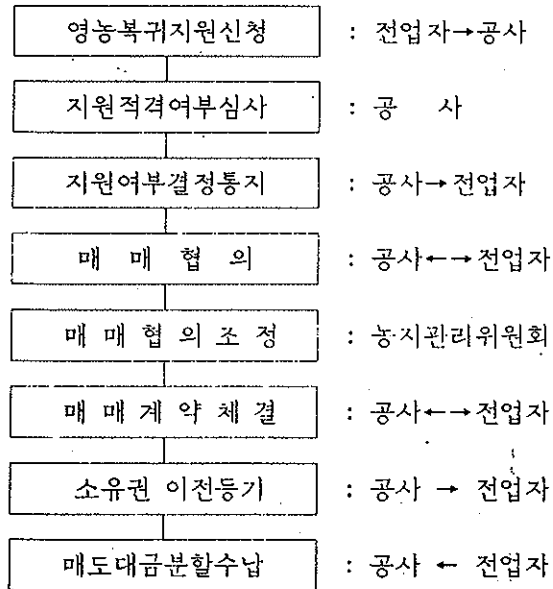 영농복귀지원신청 : 전업자→공사
지원적격여부심사 : 공 사
지원여부결정통지 : 공사→전업자
매 매 협 의 : 공사←→전업자
매 매 협 의 조 정 : 농지관리위원회
매 매 계 약 체 결 : 공사←→전업자
소유권 이전등기 : 공사 → 전업자
매도대금분할수납 : 공사 ← 전업자